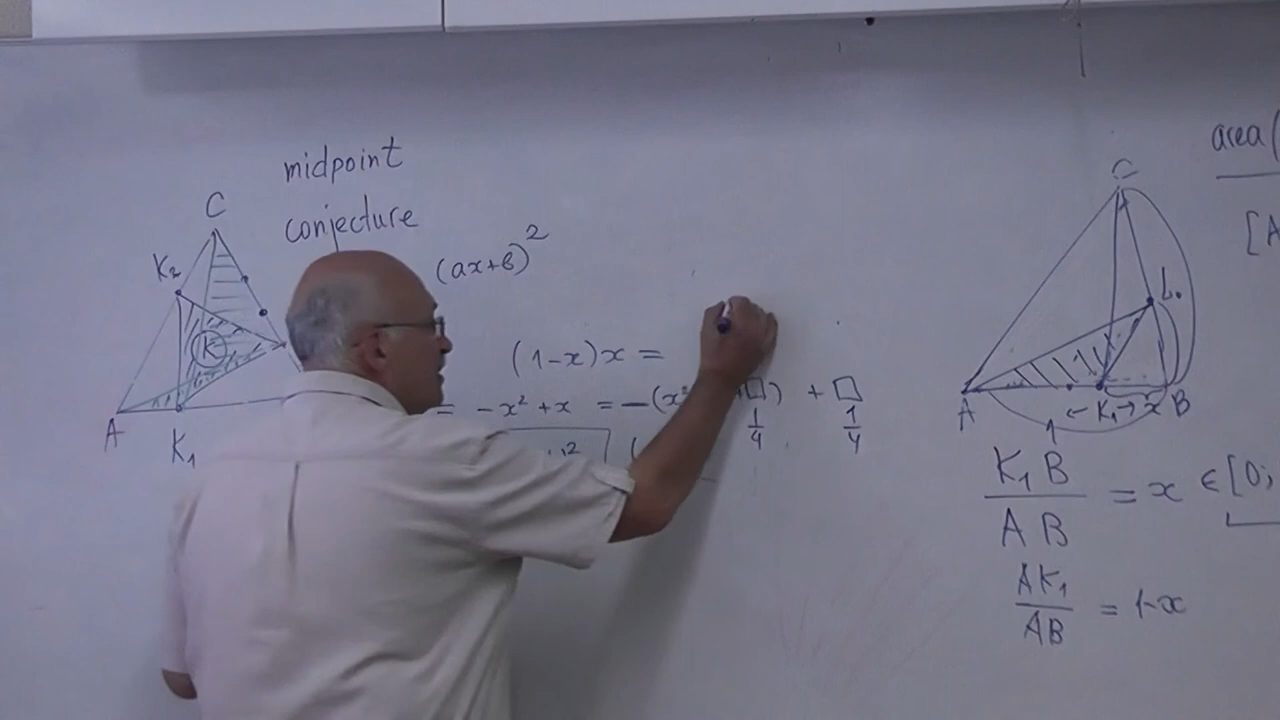 midpoint
conjecture
C
K₂
K
A
K₁
(ax+b)²
(1-x)x =
= -x² + x = -(x² +□) + □
1/4 1/4
C
L₁
A ← K₁ → x B
1
K₁B / AB = x ∈ [0;
AK₁ / AB = 1-x
area(
[A